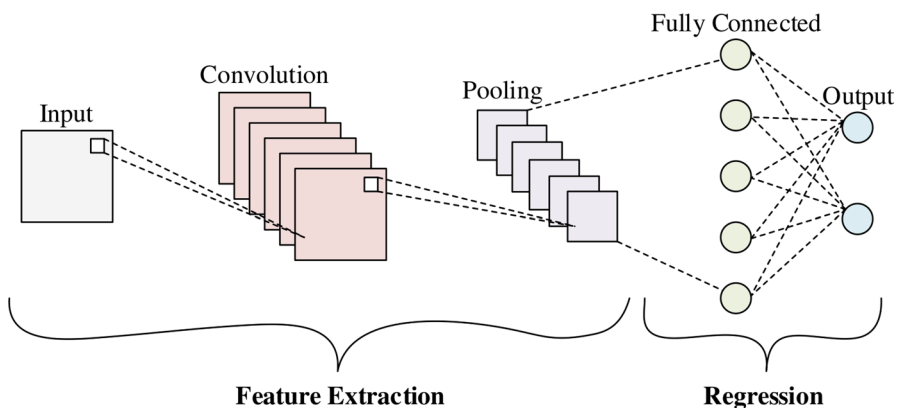 Fully Connected
Convolution
Pooling
Output
Input
Feature Extraction
Regression